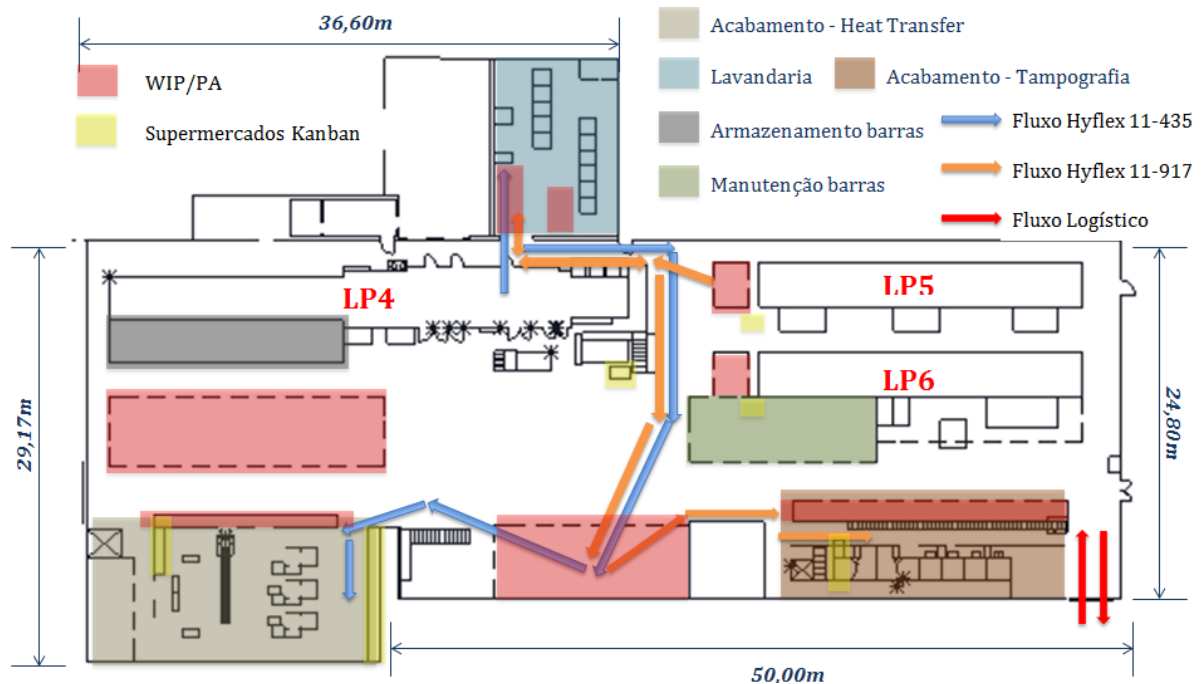 36,60m
Acabamento - Heat Transfer
WIP/PA
Lavandaria
Acabamento - Tampografia
Supermercados Kanban
Armazenamento barras
Fluxo Hyflex 11-435
Manutenção barras
Fluxo Hyflex 11-917
Fluxo Logístico
LP4
LP5
LP6
29,17m
24,80m
50,00m